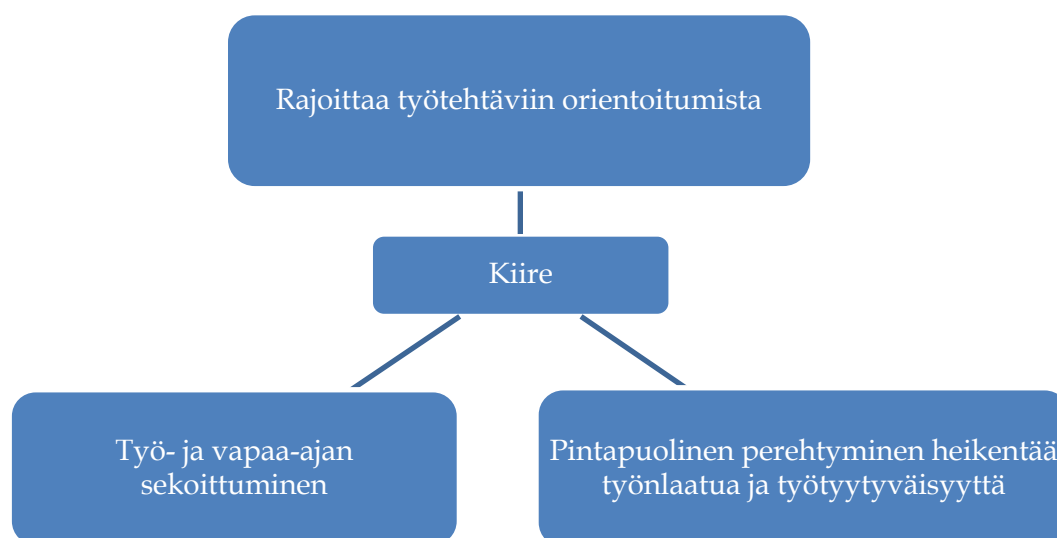 Rajoittaa työtehtäviin orientoitumista
Kiire
Työ- ja vapaa-ajan
sekoittuminen
Pintapuolinen perehtyminen heikentää
työnlaatua ja työtyytyväisyyttä